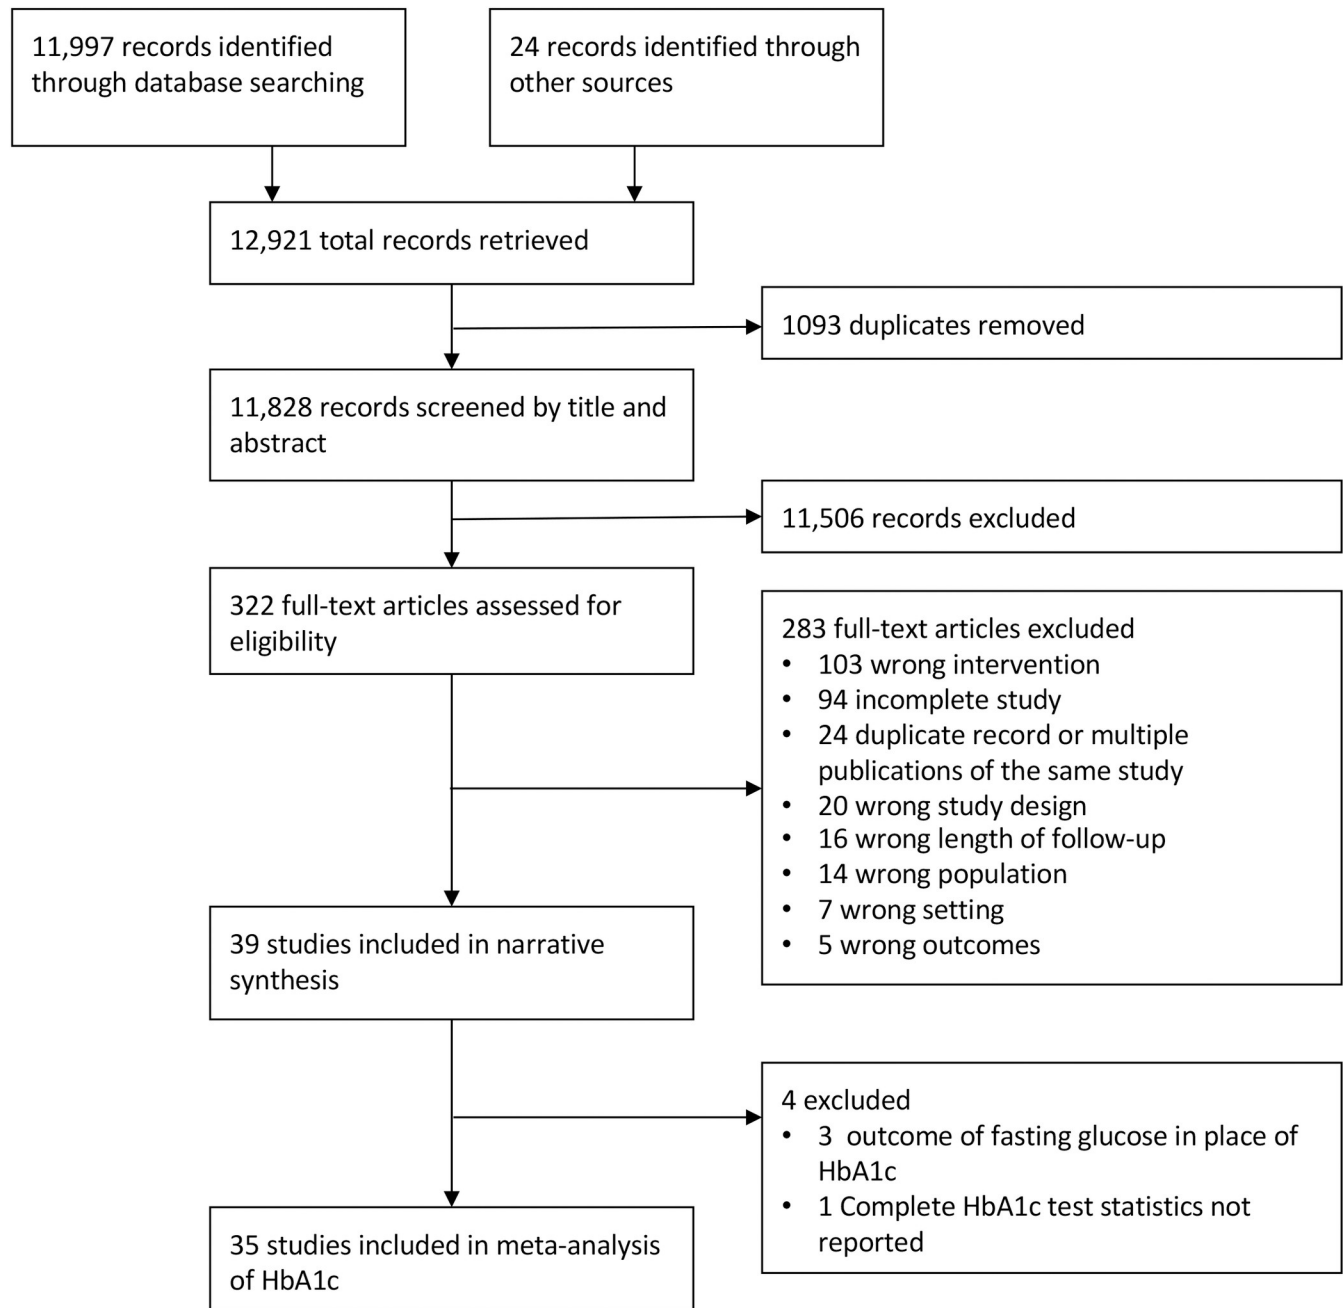 11,997 records identified
through database searching
24 records identified through
other sources
12,921 total records retrieved
1093 duplicates removed
11,828 records screened by title and
abstract
11,506 records excluded
322 full-text articles assessed for
eligibility
283 full-text articles excluded
• 103 wrong intervention
• 94 incomplete study
• 24 duplicate record or multiple
publications of the same study
• 20 wrong study design
• 16 wrong length of follow-up
• 14 wrong population
• 7 wrong setting
• 5 wrong outcomes
39 studies included in narrative
synthesis
4 excluded
• 3 outcome of fasting glucose in place of
HbA1c
• 1 Complete HbA1c test statistics not
reported
35 studies included in meta-analysis
of HbA1c